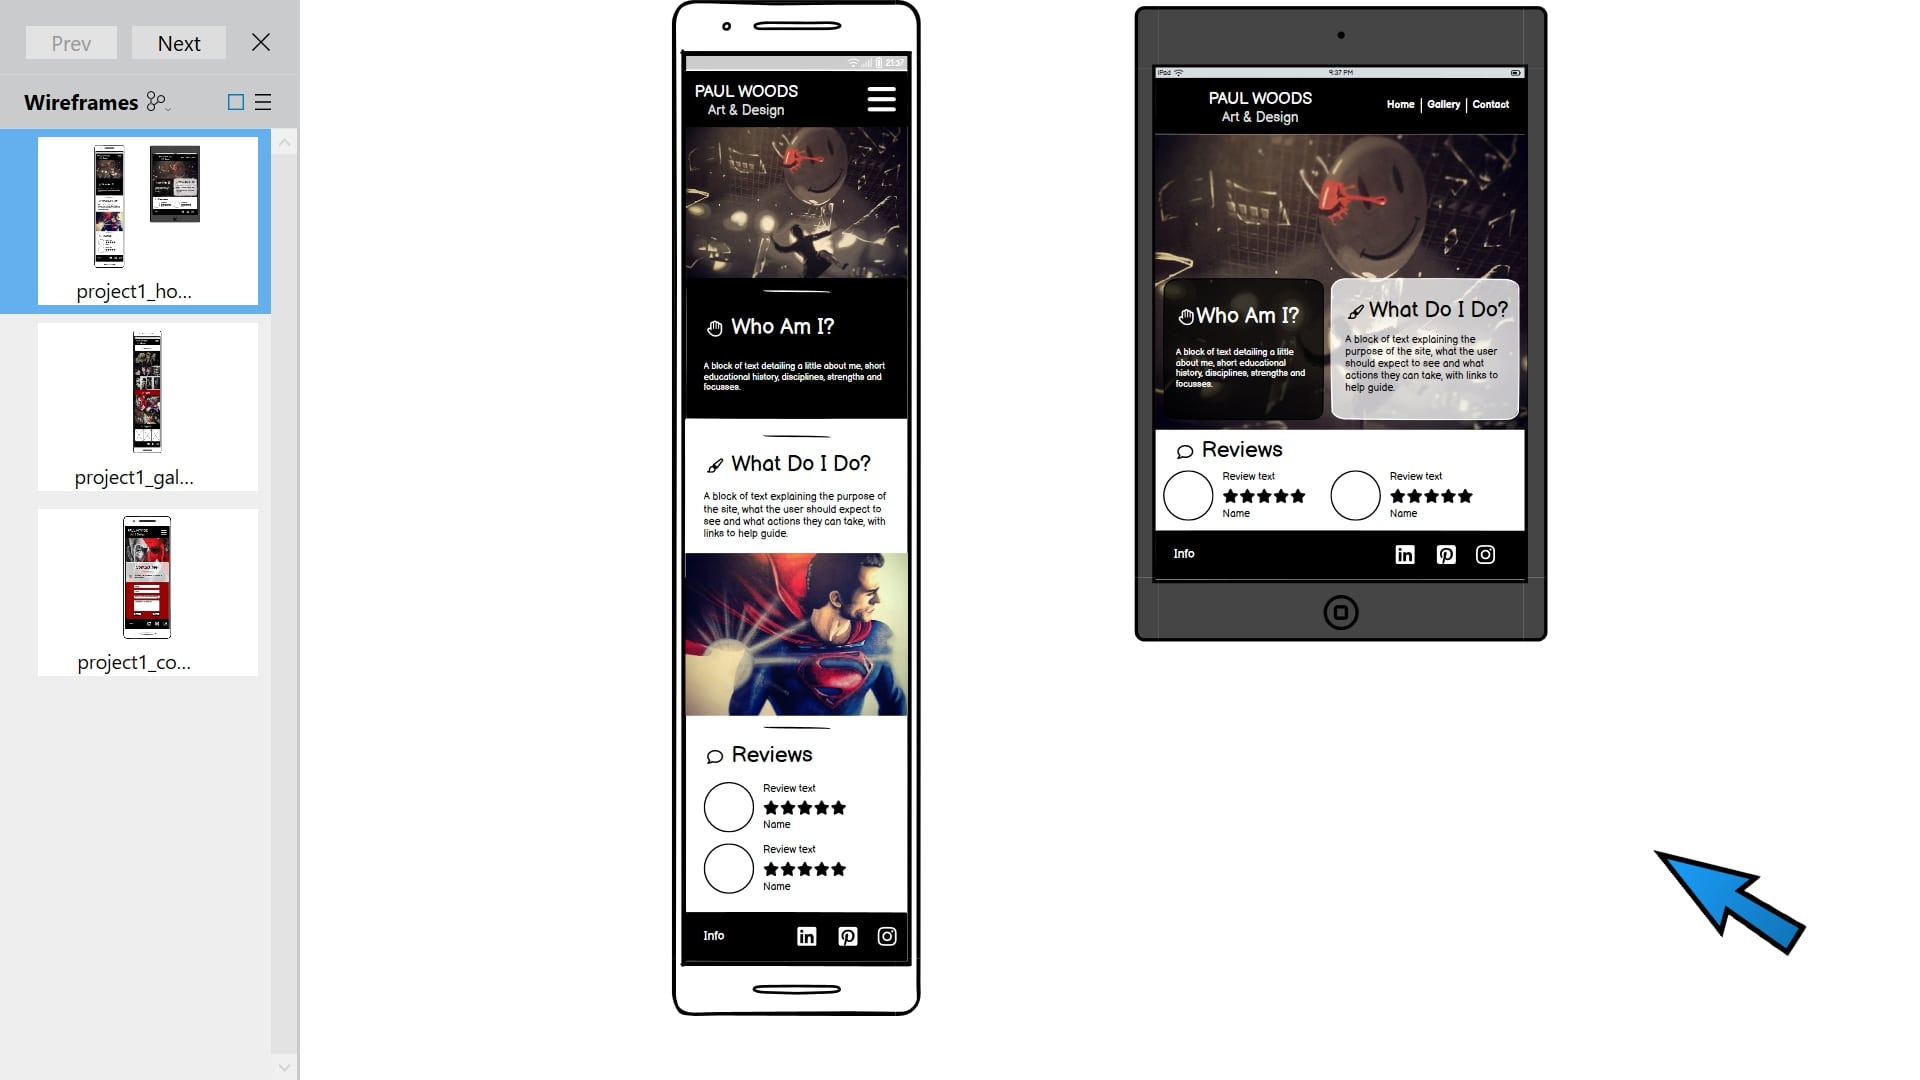 Prev
Next
Wireframes
project1_ho...
project1_gal...
project1_co...
21:37
PAUL WOODS
Art & Design
Who Am I?
A block of text detailing a little about me, short
educational history, disciplines, strengths and
focusses.
What Do I Do?
A block of text explaining the purpose of
the site, what the user should expect to
see and what actions they can take, with
links to help guide.
Reviews
Review text
Name
Review text
Name
Info
iPad
9:37 PM
PAUL WOODS
Art & Design
Home | Gallery | Contact
Who Am I?
A block of text detailing a little
about me, short educational
history, disciplines, strengths and
focusses.
What Do I Do?
A block of text explaining the
purpose of the site, what the user
should expect to see and what
actions they can take, with links to
help guide.
Reviews
Review text
Name
Review text
Name
Info